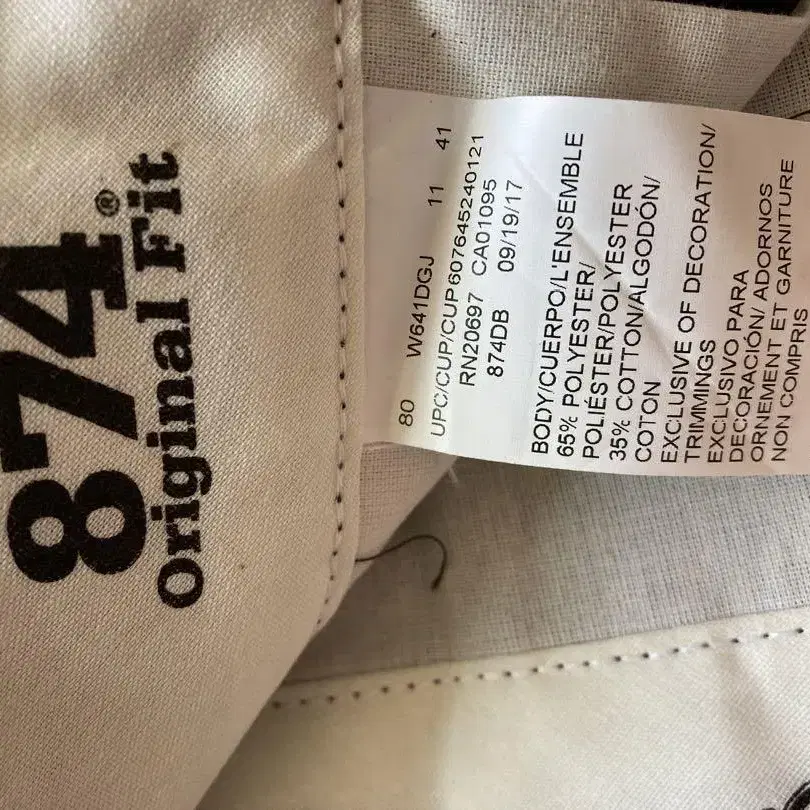 874®
Original Fit
80 W641DGJ 11 41
UPC/CUP/CUP607645240121
RN20697 CA01095
874DB 09/19/17
BODY/CUERPO/L'ENSEMBLE
65% POLYESTER/
POLIÉSTER/POLYESTER
35% COTTON/ALGODÓN/
COTON
EXCLUSIVE OF DECORATION/
TRIMMINGS
EXCLUSIVO PARA
DECORACIÓN/ ADORNOS
ORNEMENT ET GARNITURE
NON COMPRIS